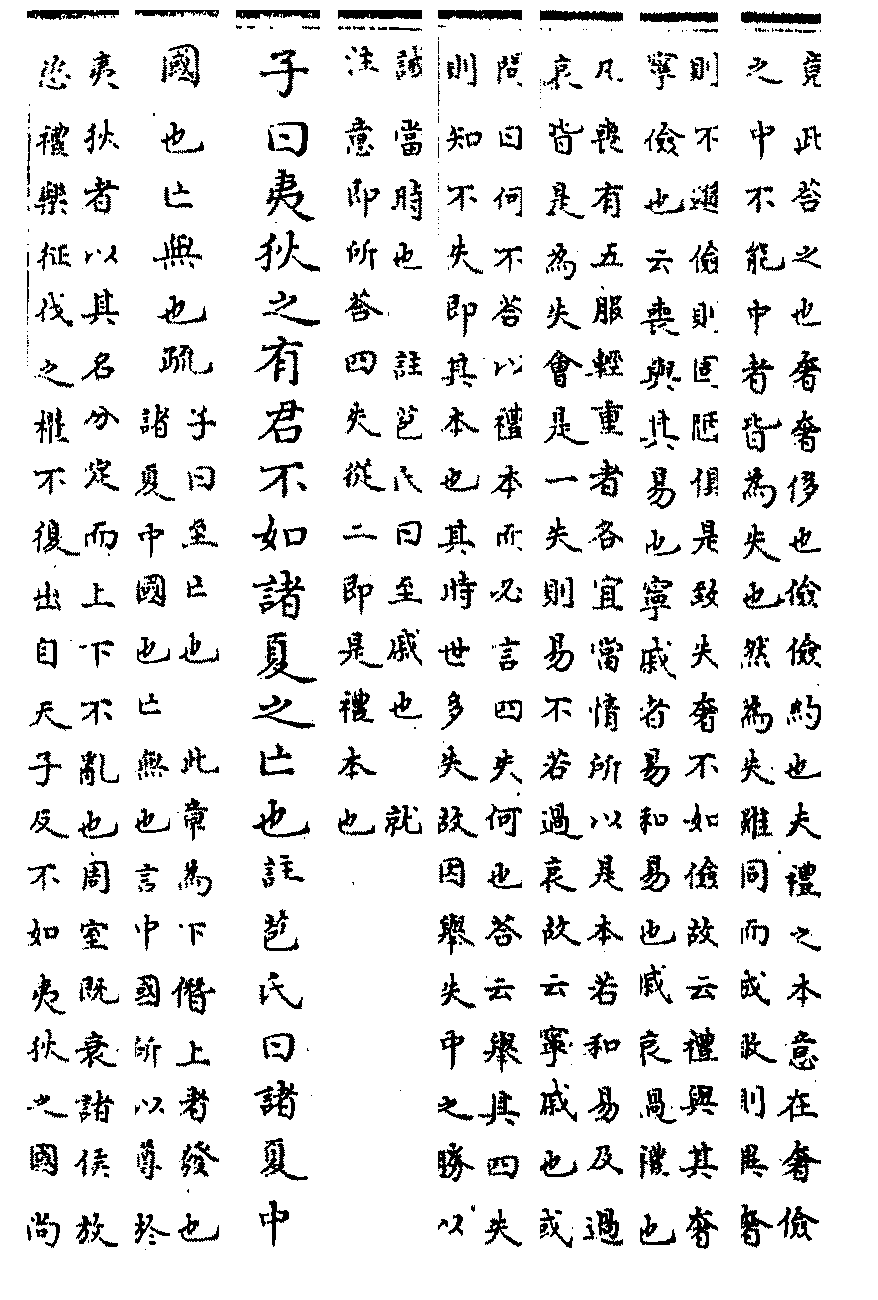 竟此答之也奢奢侈也儉儉約也夫禮之本意在奢儉
之中不能中者皆為失也然為失雖同而成敗則異奢
則不遜儉則固陋俱是致失奢不如儉故云禮與其奢
寧儉也云喪與其易也寧戚者易和易也戚哀過禮也
凡喪有五服輕重者各宜當情所以是本若和易及過
哀皆是為失會是一失則易不若過哀故云寧戚也或
問曰何不答以禮本而必言四失何也答云舉其四失
則知不失即其本也其時世多失故因舉失中之勝以
誡當時也 註苞氏曰至戚也 就
注意即所答四失從二即是禮本也
子曰夷狄之有君不如諸夏之亡也註苞氏曰諸夏中
國也亡無也疏
子曰至亡也 此章為下僭上者發也
諸夏中國也亡無也言中國所以尊於
夷狄者以其名分定而上下不亂也周室既衰諸侯放
恣禮樂征伐之權不復出自天子反不如夷狄之國尚